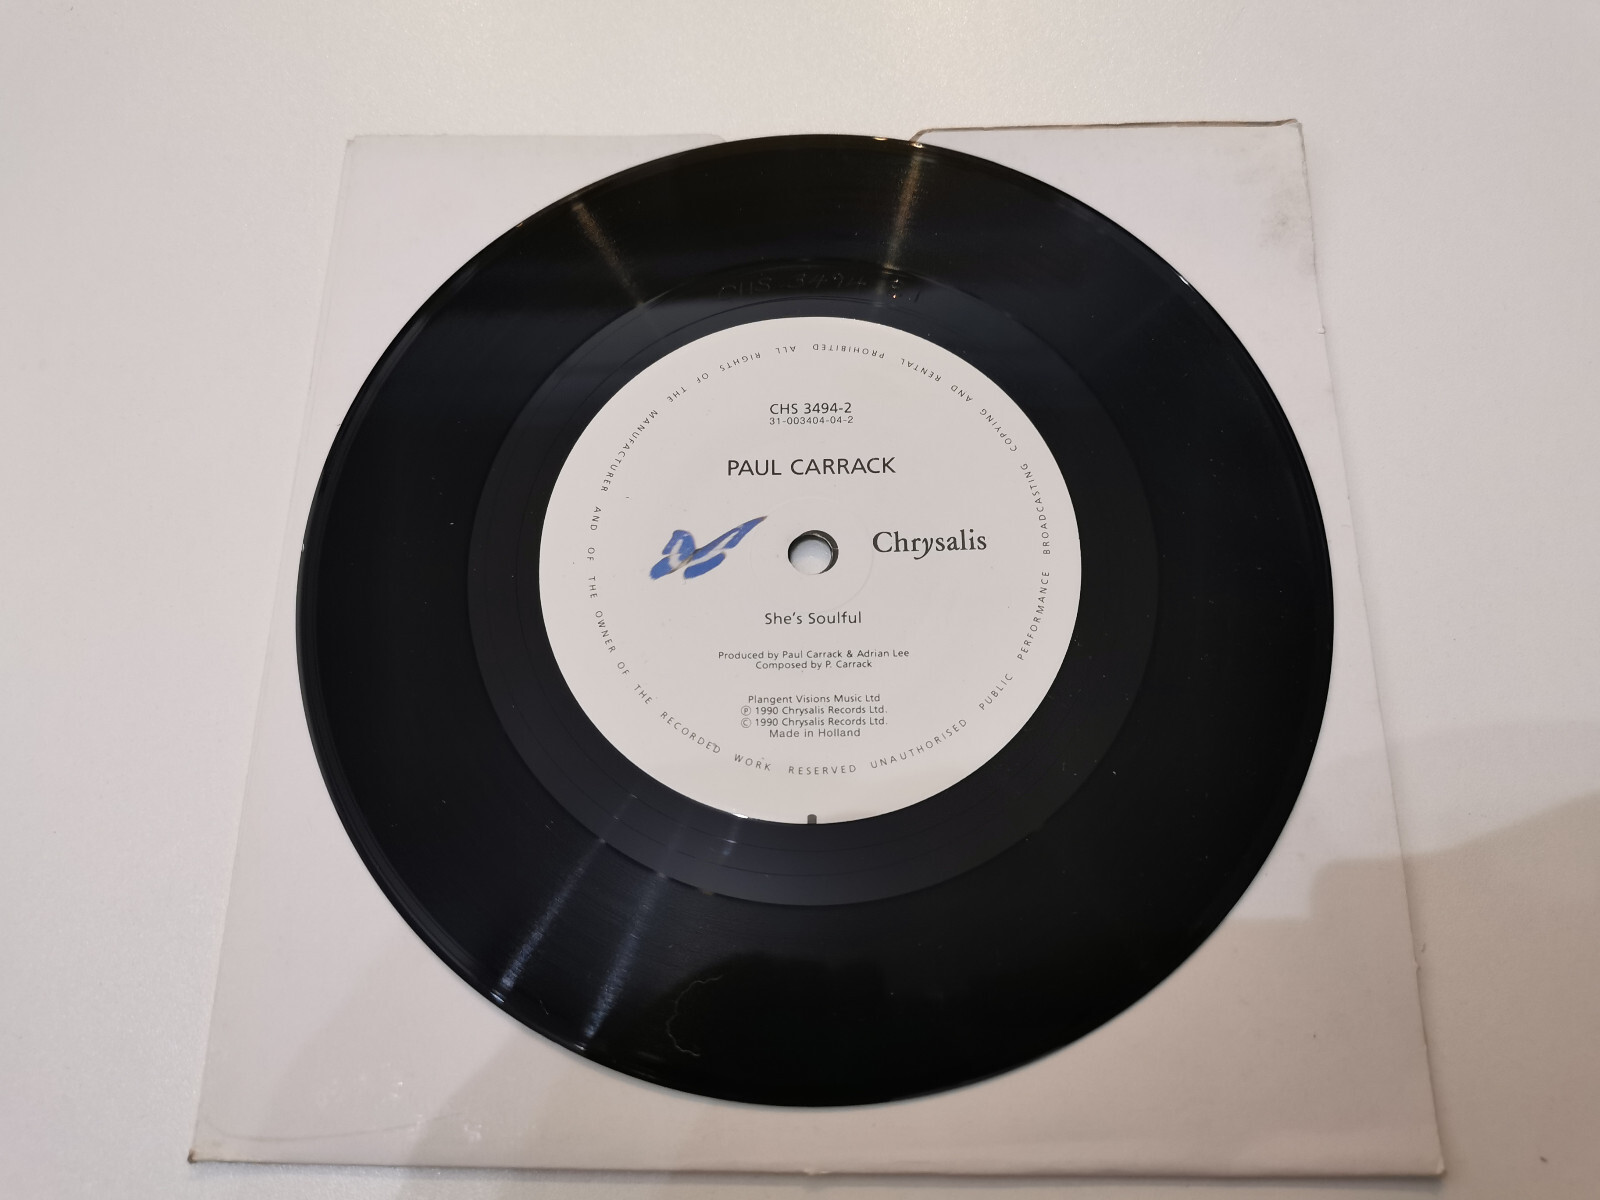 CHS 3494
CHS 3494-2
31-003404-04-2
PAUL CARRACK
Chrysalis
She's Soulful
Produced by Paul Carrack & Adrian Lee
Composed by P. Carrack
Plangent Visions Music Ltd
Ⓟ 1990 Chrysalis Records Ltd.
© 1990 Chrysalis Records Ltd.
Made in Holland
ALL RIGHTS OF THE MANUFACTURER AND OF THE OWNER OF THE RECORDED WORK RESERVED UNAUTHORISED PUBLIC PERFORMANCE BROADCASTING COPYING AND RENTAL PROHIBITED